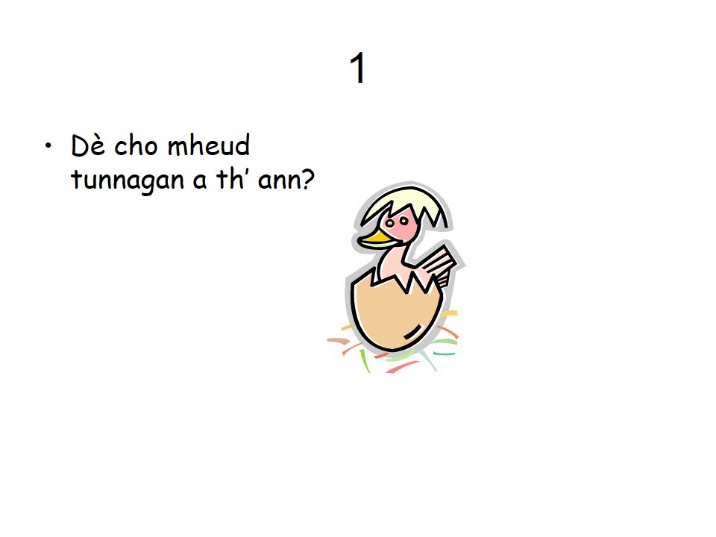 1
• Dè cho mheud
tunnagan a th’ ann?